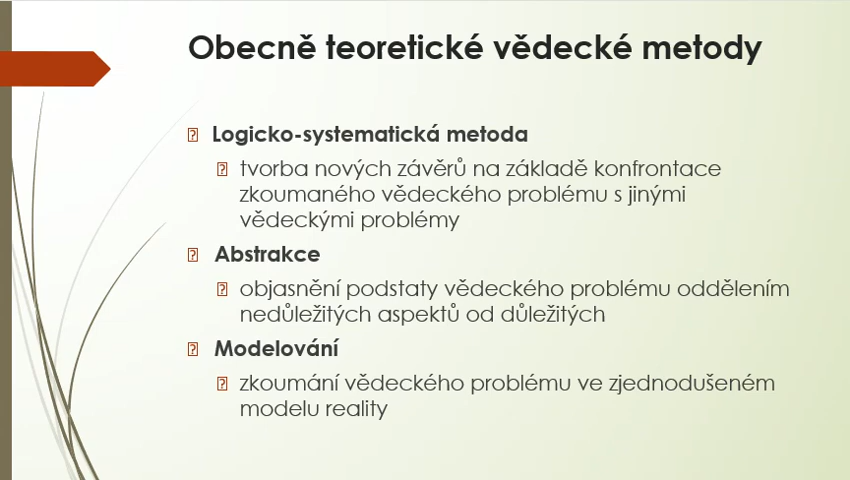 Obecně teoretické vědecké metody
Logicko-systematická metoda
tvorba nových závěrů na základě konfrontace
zkoumaného vědeckého problému s jinými
vědeckými problémy
Abstrakce
objasnění podstaty vědeckého problému oddělením
nedůležitých aspektů od důležitých
Modelování
zkoumání vědeckého problému ve zjednodušeném
modelu reality